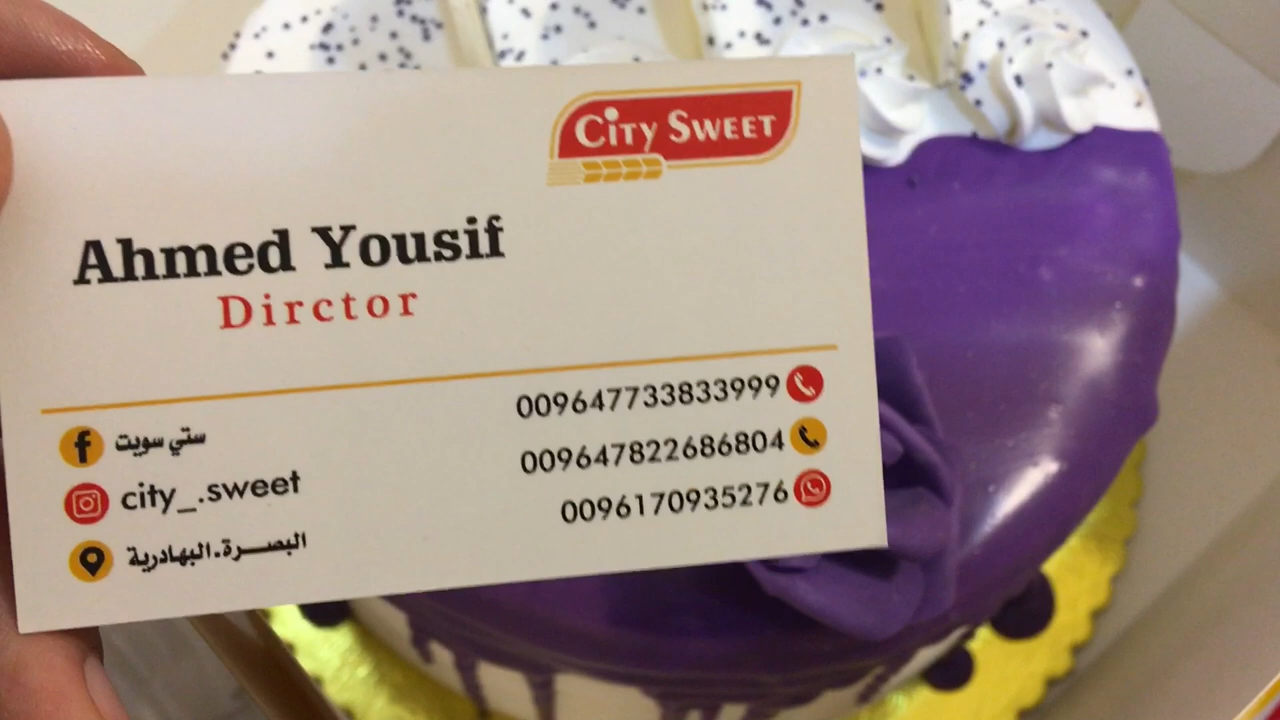 City Sweet
Ahmed Yousif
Dirctor
009647733833999
009647822686804
0096170935276
ستي سويت
city_.sweet
البصرة.البهادرية